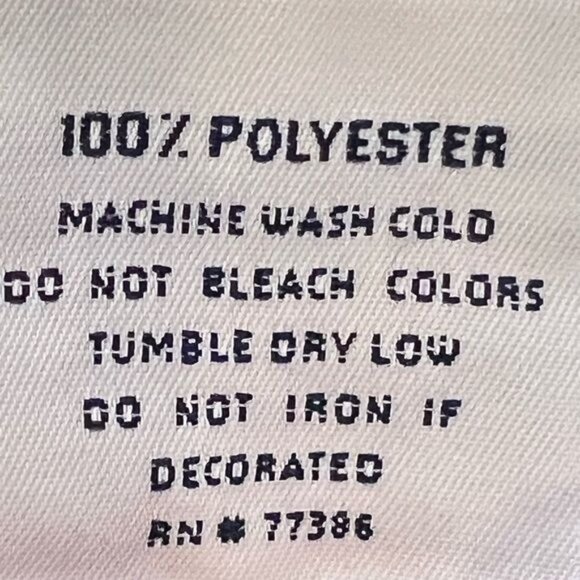 100% POLYESTER
MACHINE WASH COLD
DO NOT BLEACH COLORS
TUMBLE DRY LOW
DO NOT IRON IF
DECORATED
RN # 77386